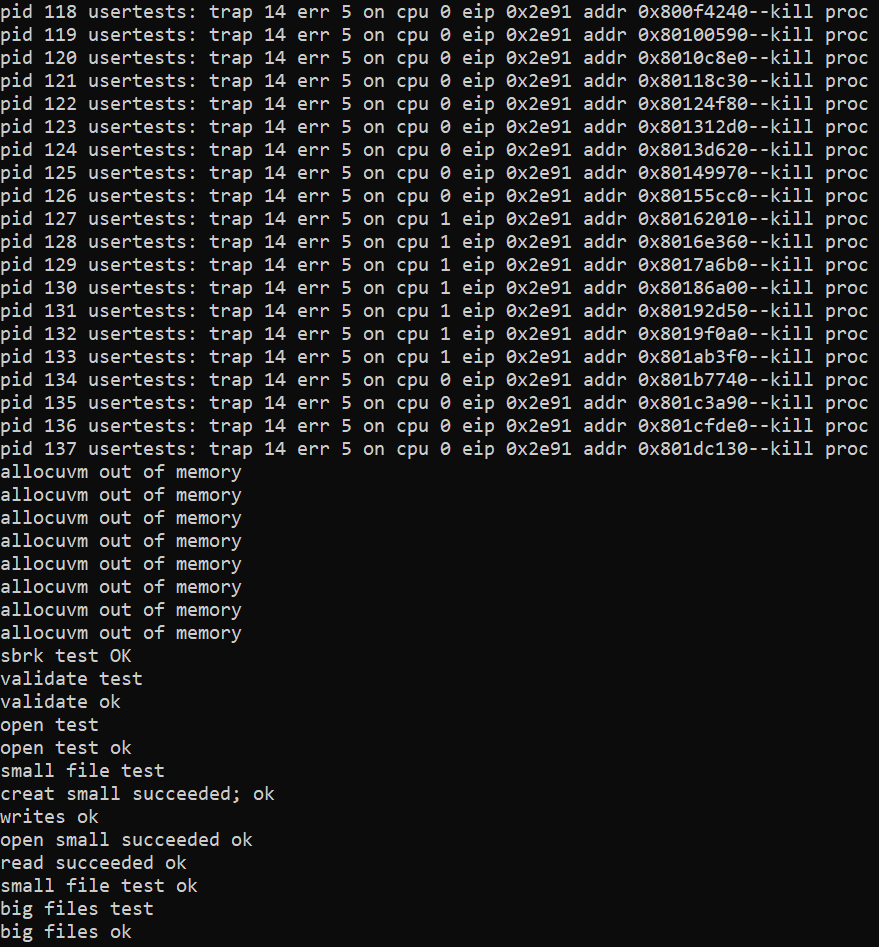 pid 118 usertests: trap 14 err 5 on cpu 0 eip 0x2e91 addr 0x800f4240--kill proc
pid 119 usertests: trap 14 err 5 on cpu 0 eip 0x2e91 addr 0x80100590--kill proc
pid 120 usertests: trap 14 err 5 on cpu 0 eip 0x2e91 addr 0x8010c8e0--kill proc
pid 121 usertests: trap 14 err 5 on cpu 0 eip 0x2e91 addr 0x80118c30--kill proc
pid 122 usertests: trap 14 err 5 on cpu 0 eip 0x2e91 addr 0x80124f80--kill proc
pid 123 usertests: trap 14 err 5 on cpu 0 eip 0x2e91 addr 0x801312d0--kill proc
pid 124 usertests: trap 14 err 5 on cpu 0 eip 0x2e91 addr 0x8013d620--kill proc
pid 125 usertests: trap 14 err 5 on cpu 0 eip 0x2e91 addr 0x80149970--kill proc
pid 126 usertests: trap 14 err 5 on cpu 0 eip 0x2e91 addr 0x80155cc0--kill proc
pid 127 usertests: trap 14 err 5 on cpu 1 eip 0x2e91 addr 0x80162010--kill proc
pid 128 usertests: trap 14 err 5 on cpu 1 eip 0x2e91 addr 0x8016e360--kill proc
pid 129 usertests: trap 14 err 5 on cpu 1 eip 0x2e91 addr 0x8017a6b0--kill proc
pid 130 usertests: trap 14 err 5 on cpu 1 eip 0x2e91 addr 0x80186a00--kill proc
pid 131 usertests: trap 14 err 5 on cpu 1 eip 0x2e91 addr 0x80192d50--kill proc
pid 132 usertests: trap 14 err 5 on cpu 1 eip 0x2e91 addr 0x8019f0a0--kill proc
pid 133 usertests: trap 14 err 5 on cpu 1 eip 0x2e91 addr 0x801ab3f0--kill proc
pid 134 usertests: trap 14 err 5 on cpu 0 eip 0x2e91 addr 0x801b7740--kill proc
pid 135 usertests: trap 14 err 5 on cpu 0 eip 0x2e91 addr 0x801c3a90--kill proc
pid 136 usertests: trap 14 err 5 on cpu 0 eip 0x2e91 addr 0x801cfde0--kill proc
pid 137 usertests: trap 14 err 5 on cpu 0 eip 0x2e91 addr 0x801dc130--kill proc
allocuvm out of memory
allocuvm out of memory
allocuvm out of memory
allocuvm out of memory
allocuvm out of memory
allocuvm out of memory
allocuvm out of memory
allocuvm out of memory
sbrk test OK
validate test
validate ok
open test
open test ok
small file test
creat small succeeded; ok
writes ok
open small succeeded ok
read succeeded ok
small file test ok
big files test
big files ok